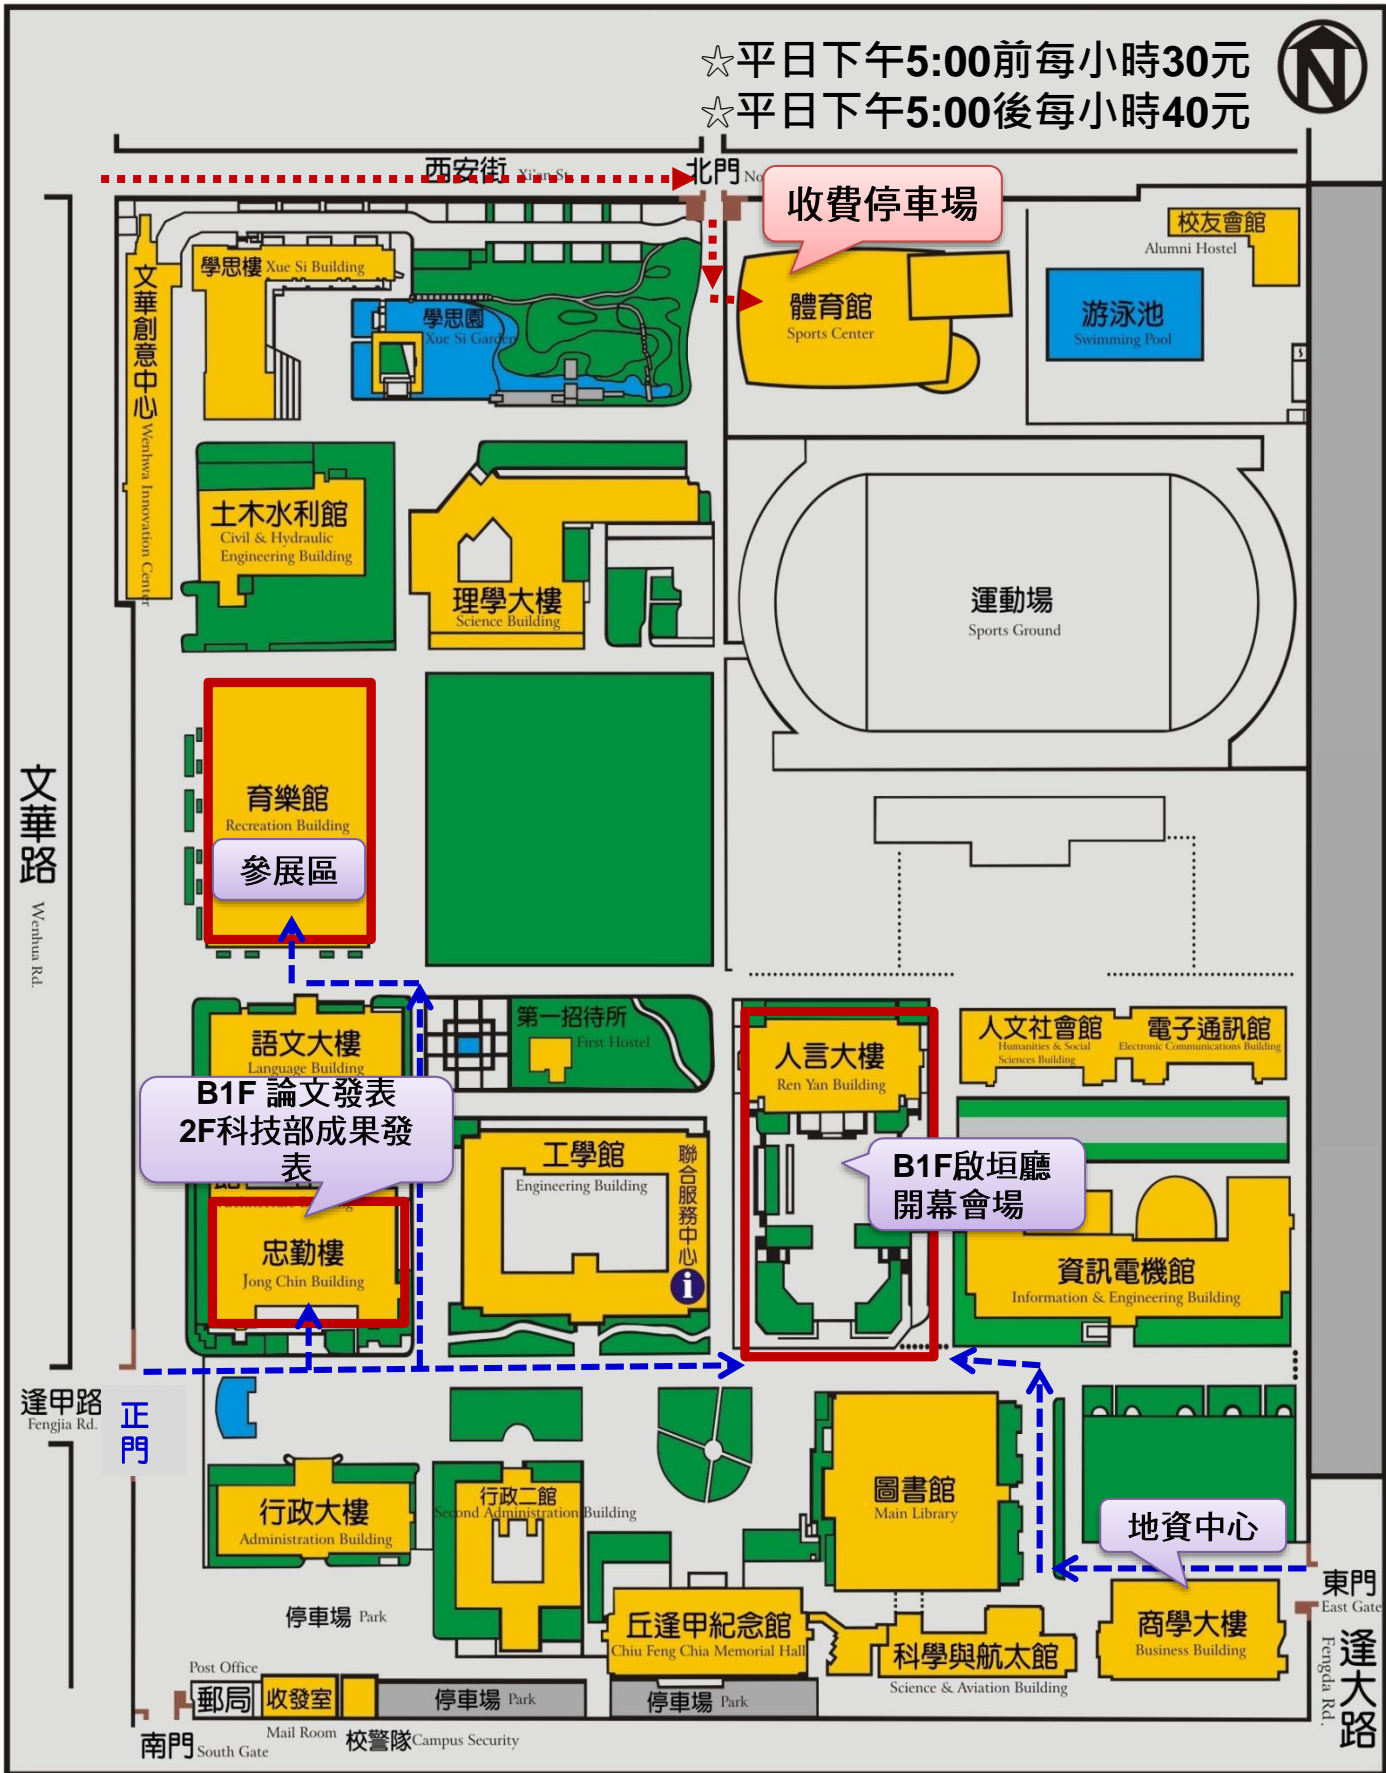 ☆平日下午5:00前每小時30元
☆平日下午5:00後每小時40元
N
西安街 Xi'an St.
北門 No
收費停車場
校友會館
Alumni Hostel
文華創意中心 Wenhwa Innovation Center
學思樓 Xue Si Building
學思園
Xue Si Garden
體育館
Sports Center
游泳池
Swimming Pool
土木水利館
Civil & Hydraulic
Engineering Building
理學大樓
Science Building
運動場
Sports Ground
文華路 Wenhua Rd.
育樂館
Recreation Building
參展區
語文大樓
Language Building
第一招待所
First Hostel
人言大樓
Ren Yan Building
人文社會館
Humanities & Social
Sciences Building
電子通訊館
Electronic Communications Building
B1F 論文發表
2F科技部成果發
表
工學館
Engineering Building
聯合服務中心
i
B1F啟垣廳
開幕會場
忠勤樓
Jong Chin Building
資訊電機館
Information & Engineering Building
逢甲路
Fengjia Rd.
正
門
行政大樓
Administration Building
行政二館
Second Administration Building
圖書館
Main Library
地資中心
東門
East Gate
停車場 Park
丘逢甲紀念館
Chiu Feng Chia Memorial Hall
科學與航太館
Science & Aviation Building
商學大樓
Business Building
逢大路 Fengda Rd.
Post Office
郵局
收發室
Mail Room
停車場 Park
停車場 Park
南門 South Gate
校警隊 Campus Security